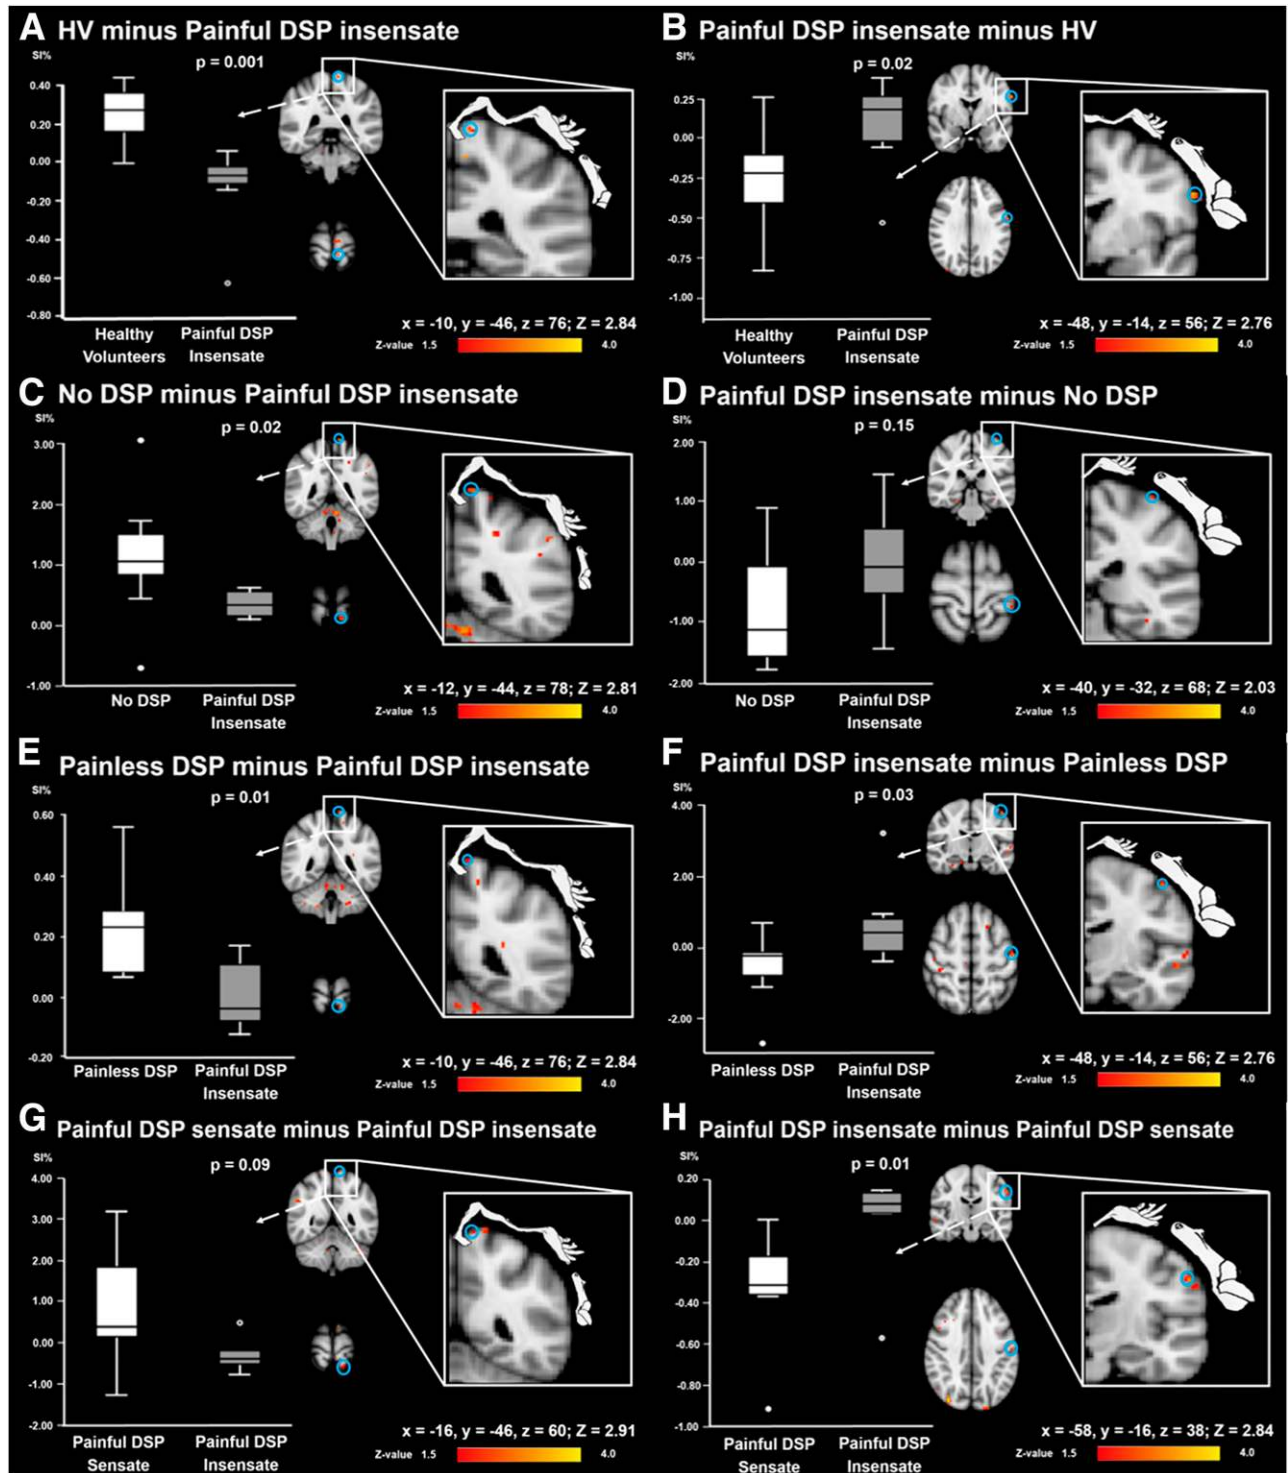 A HV minus Painful DSP insensate
SI%
p = 0.001
0.40
0.20
0.00
-0.20
-0.40
-0.60
-0.80
Healthy Volunteers
Painful DSP Insensate
x = -10, y = -46, z = 76; Z = 2.84
Z-value 1.5 4.0
B Painful DSP insensate minus HV
SI%
p = 0.02
0.25
0.00
-0.25
-0.50
-0.75
-1.00
Healthy Volunteers
Painful DSP Insensate
x = -48, y = -14, z = 56; Z = 2.76
Z-value 1.5 4.0
C No DSP minus Painful DSP insensate
SI%
p = 0.02
3.00
2.00
1.00
0.00
-1.00
No DSP
Painful DSP Insensate
x = -12, y = -44, z = 78; Z = 2.81
Z-value 1.5 4.0
D Painful DSP insensate minus No DSP
SI%
p = 0.15
2.00
1.00
0.00
-1.00
-2.00
No DSP
Painful DSP Insensate
x = -40, y = -32, z = 68; Z = 2.03
Z-value 1.5 4.0
E Painless DSP minus Painful DSP insensate
SI%
p = 0.01
0.60
0.40
0.20
0.00
-0.20
Painless DSP
Painful DSP Insensate
x = -10, y = -46, z = 76; Z = 2.84
Z-value 1.5 4.0
F Painful DSP insensate minus Painless DSP
SI%
p = 0.03
4.00
2.00
0.00
-2.00
Painless DSP
Painful DSP Insensate
x = -48, y = -14, z = 56; Z = 2.76
Z-value 1.5 4.0
G Painful DSP sensate minus Painful DSP insensate
SI%
p = 0.09
4.00
3.00
2.00
1.00
0.00
-1.00
-2.00
Painful DSP Sensate
Painful DSP Insensate
x = -16, y = -46, z = 60; Z = 2.91
Z-value 1.5 4.0
H Painful DSP insensate minus Painful DSP sensate
SI%
p = 0.01
0.20
0.00
-0.20
-0.40
-0.60
-0.80
-1.00
Painful DSP Sensate
Painful DSP Insensate
x = -58, y = -16, z = 38; Z = 2.84
Z-value 1.5 4.0